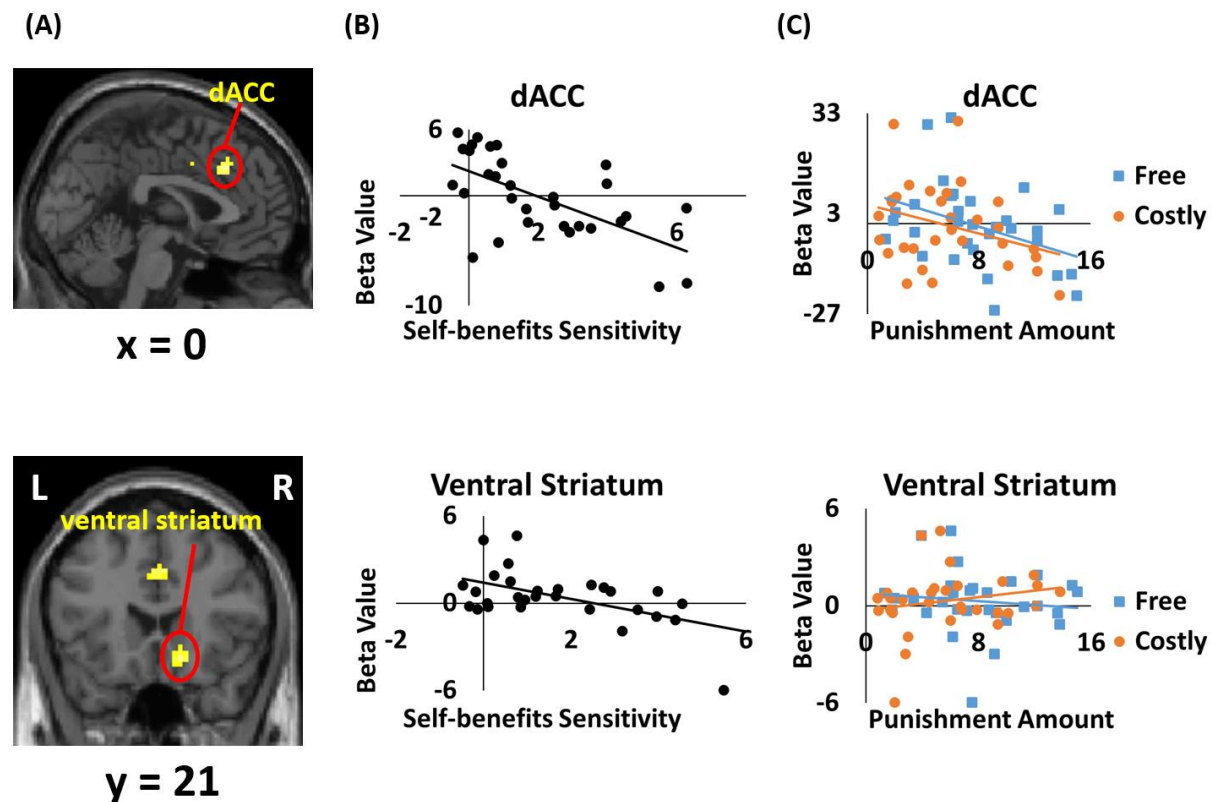 (A)
dACC
x = 0
L R
ventral striatum
y = 21
(B)
dACC
6
-2
-2 2 6
-10
Beta Value
Self-benefits Sensitivity
Ventral Striatum
6
0
-2 2 6
-6
Beta Value
Self-benefits Sensitivity
(C)
dACC
33
3
0 8 16
-27
Beta Value
Punishment Amount
Free
Costly
Ventral Striatum
6
0
8 16
-6
Beta Value
Punishment Amount
Free
Costly